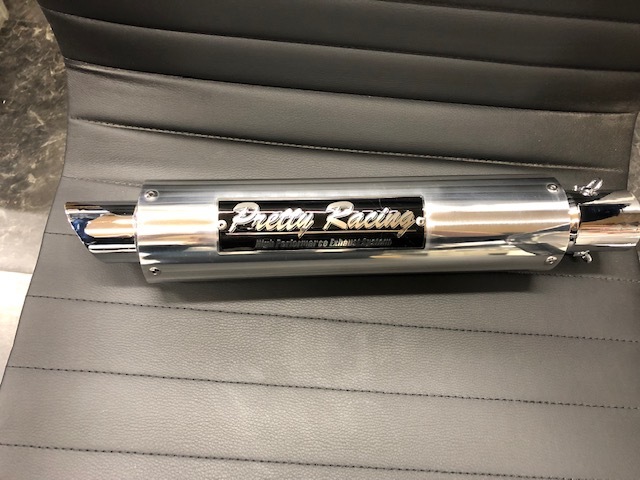 Pretty Racing
High Performance Exhaust System